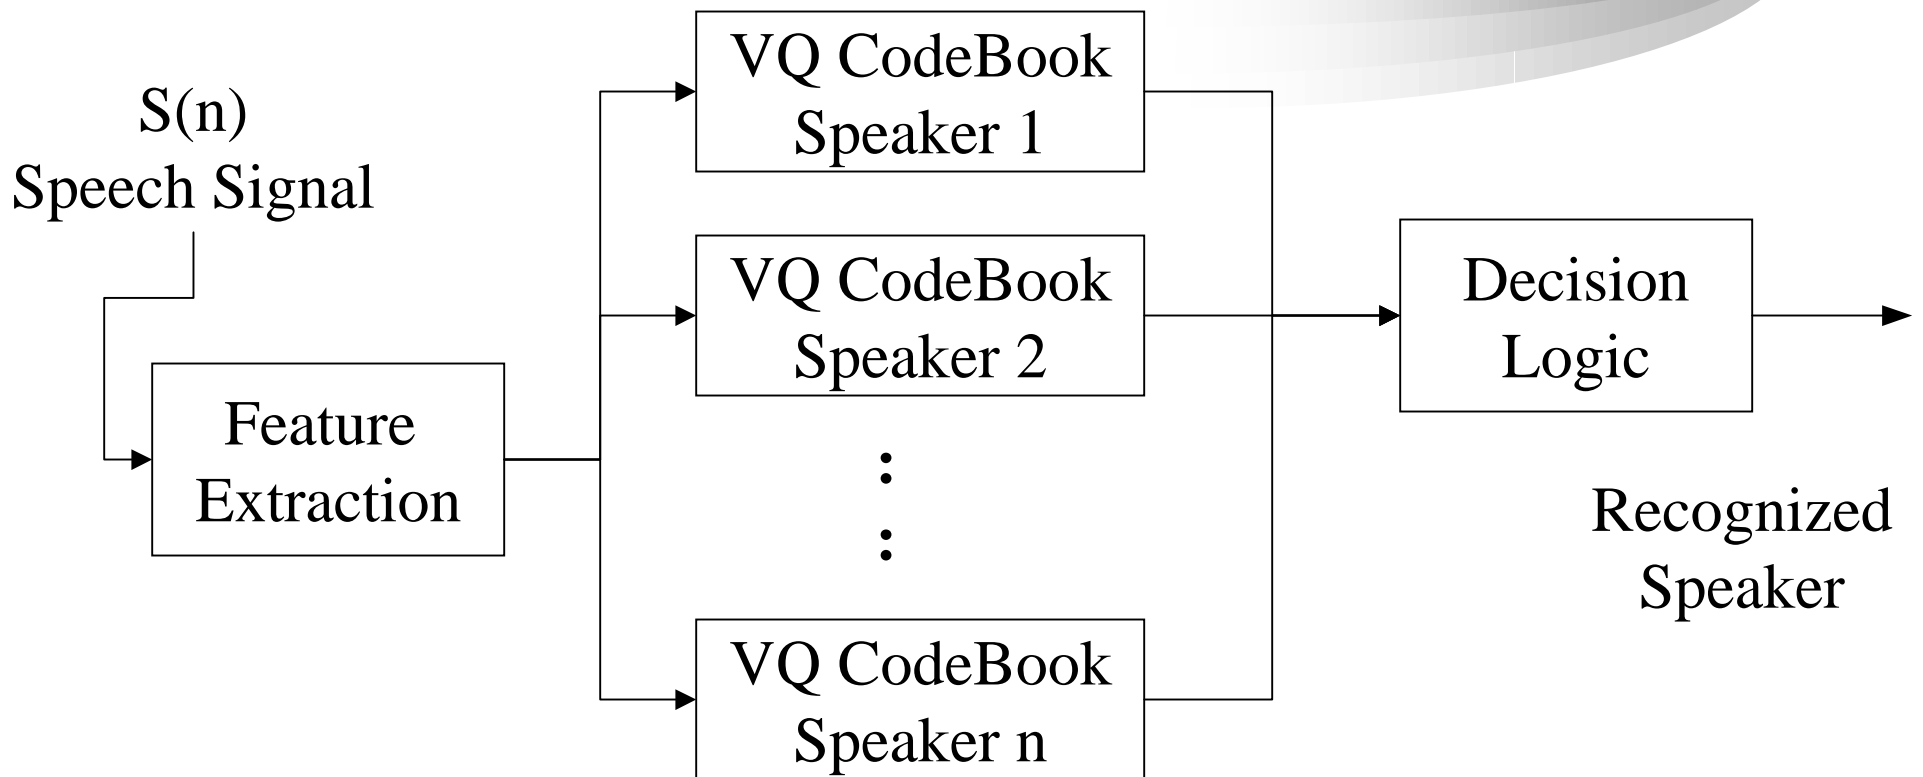 S(n)
Speech Signal
Feature
Extraction
VQ CodeBook
Speaker 1
VQ CodeBook
Speaker 2
:
:
VQ CodeBook
Speaker n
Decision
Logic
Recognized
Speaker